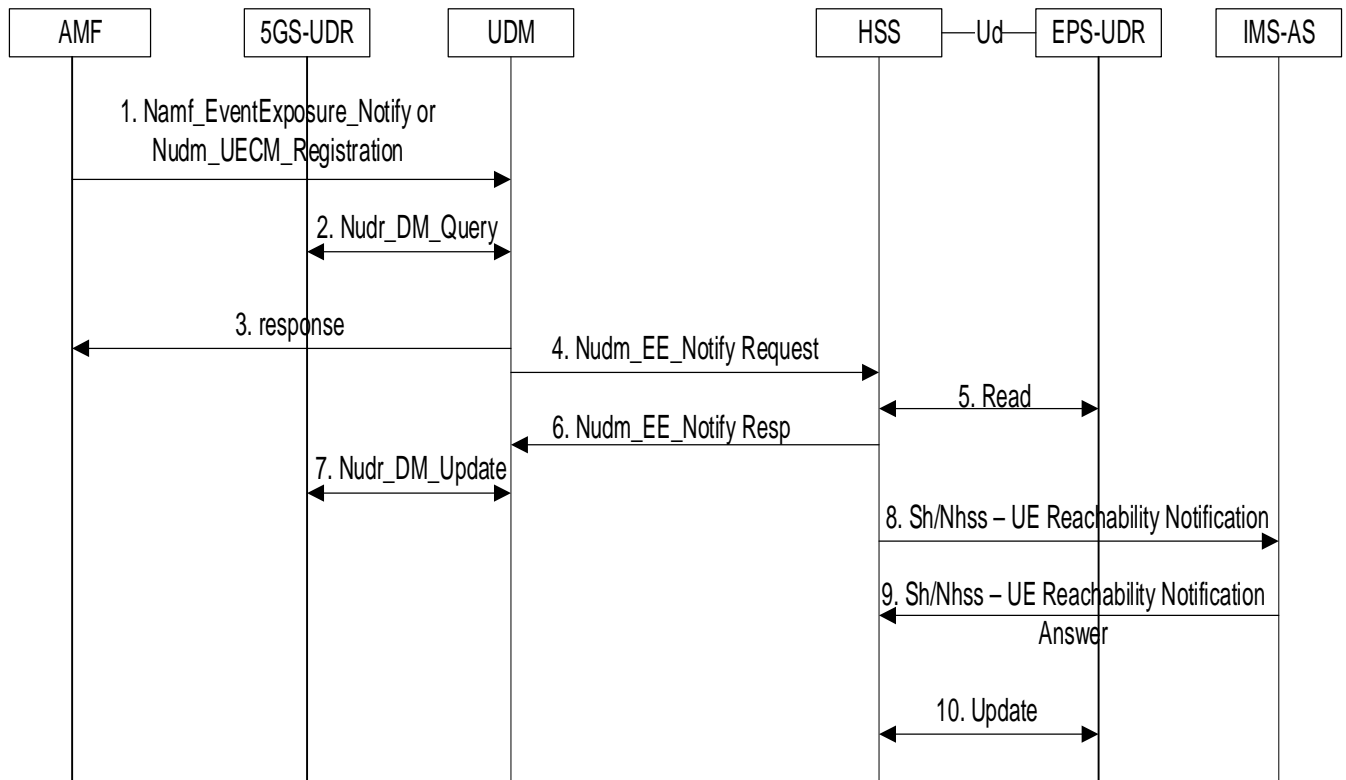 AMF
5GS-UDR
UDM
HSS
Ud
EPS-UDR
IMS-AS
1. Namf_EventExposure_Notify or
Nudm_UECM_Registration
2. Nudr_DM_Query
3. response
4. Nudm_EE_Notify Request
5. Read
6. Nudm_EE_Notify Resp
7. Nudr_DM_Update
8. Sh/Nhss – UE Reachability Notification
9. Sh/Nhss – UE Reachability Notification
Answer
10. Update